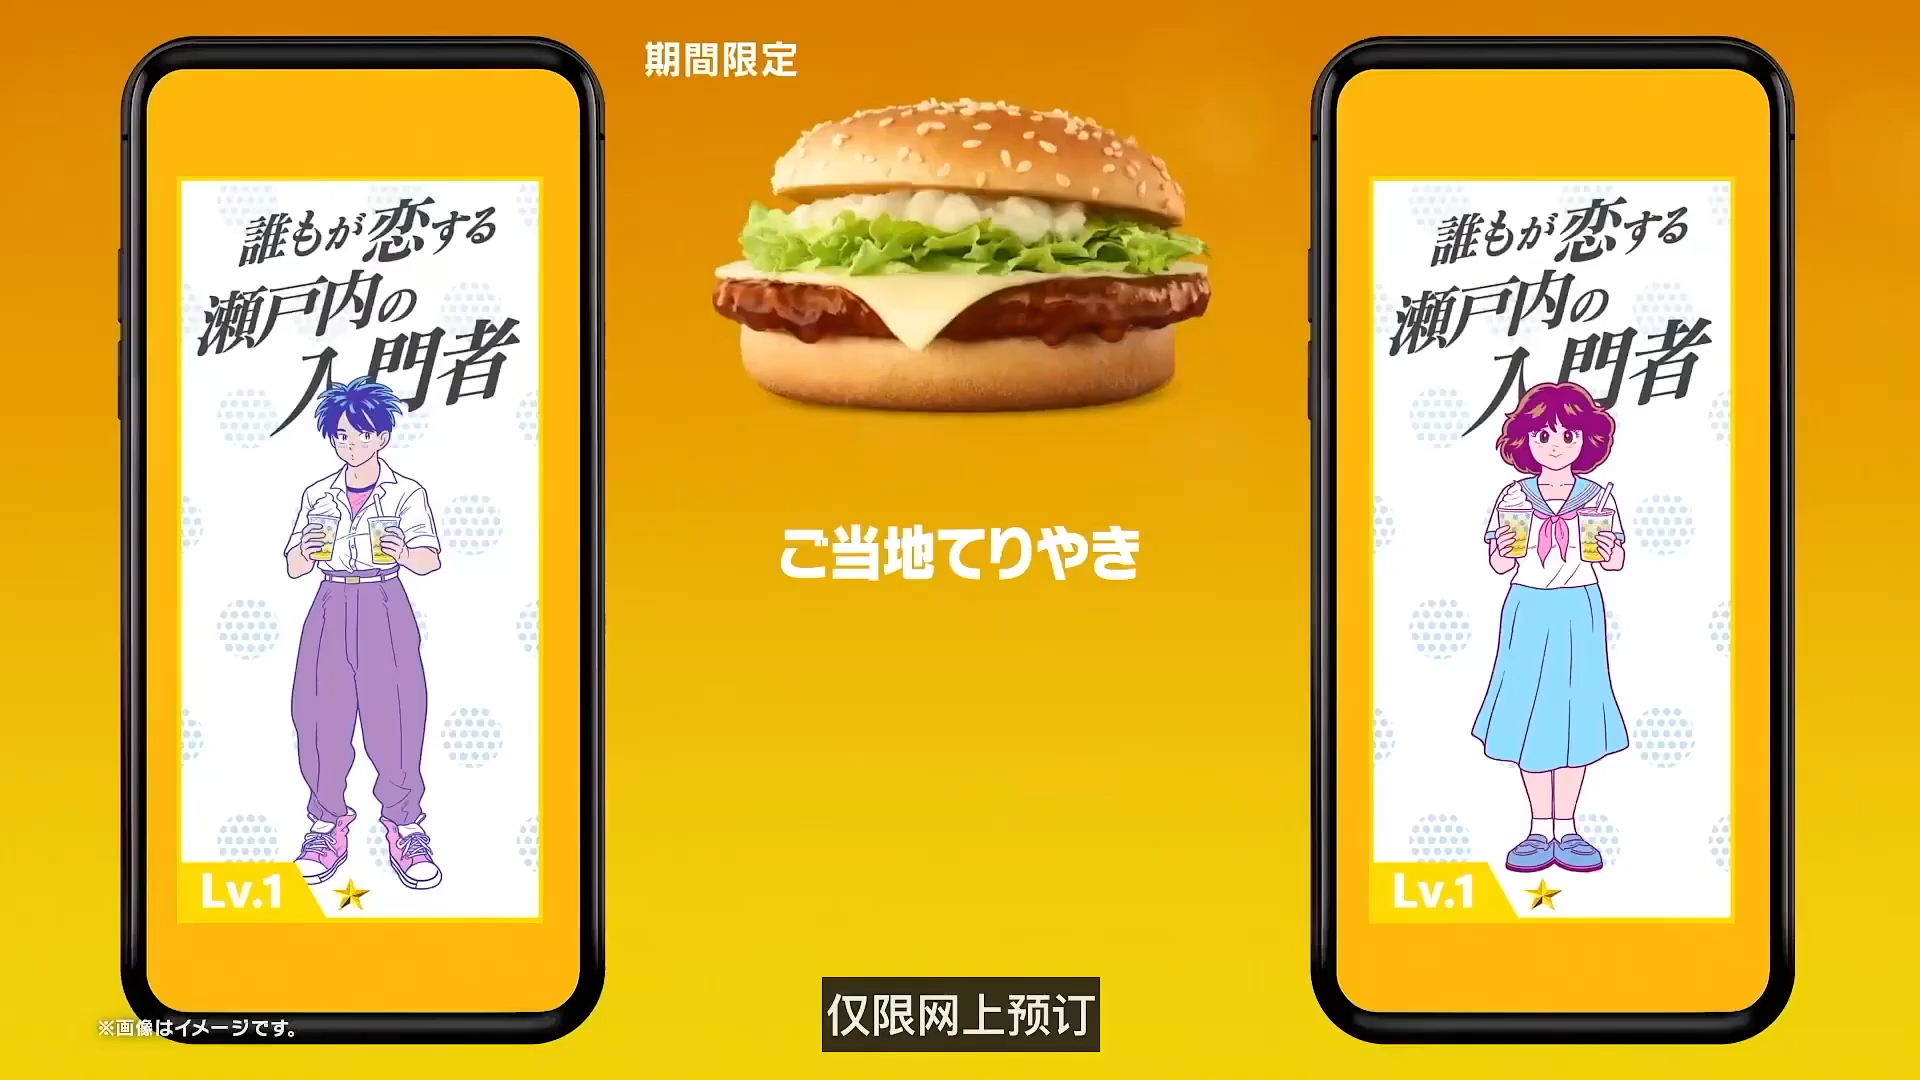 期間限定
誰もが恋する
瀬戸内の
入門者
Lv.1
ご当地てりやき
誰もが恋する
瀬戸内の
入門者
Lv.1
※画像はイメージです。
仅限网上预订